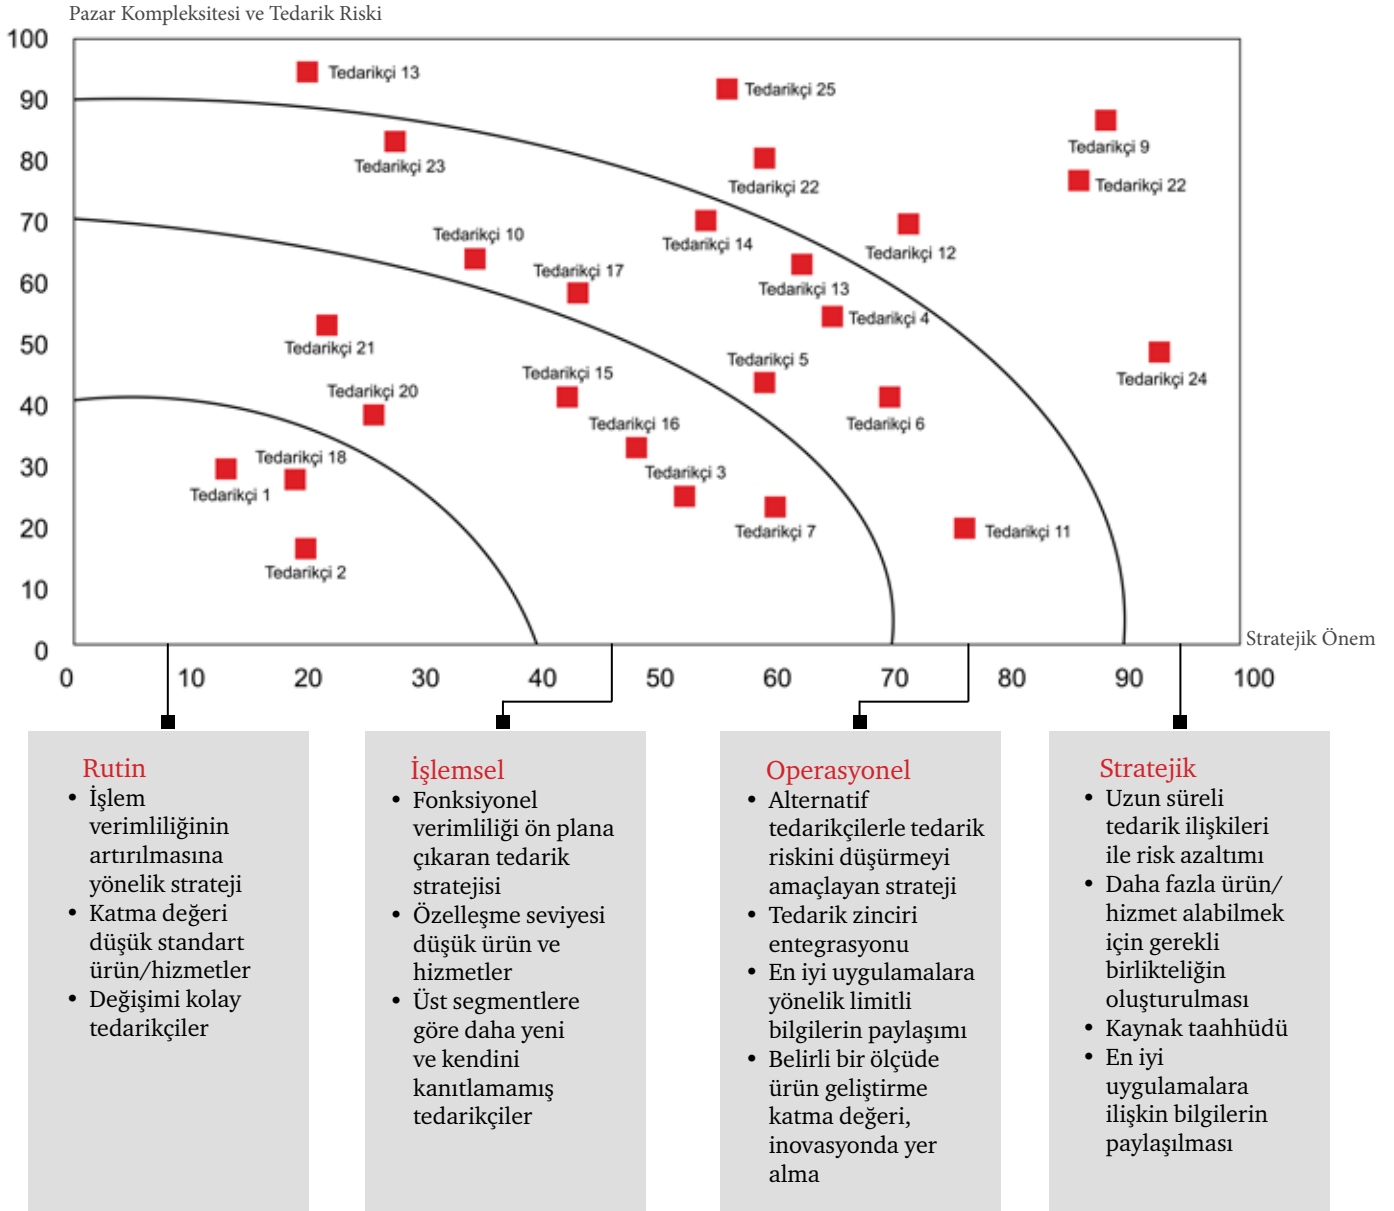 Pazar Kompleksitesi ve Tedarik Riski
100
90
80
70
60
50
40
30
20
10
0
Tedarikçi 13
Tedarikçi 25
Tedarikçi 9
Tedarikçi 23
Tedarikçi 22
Tedarikçi 22
Tedarikçi 10
Tedarikçi 14
Tedarikçi 12
Tedarikçi 17
Tedarikçi 13
Tedarikçi 4
Tedarikçi 21
Tedarikçi 5
Tedarikçi 15
Tedarikçi 24
Tedarikçi 20
Tedarikçi 16
Tedarikçi 6
Tedarikçi 18
Tedarikçi 3
Tedarikçi 1
Tedarikçi 7
Tedarikçi 11
Tedarikçi 2
Stratejik Önem
0 10 20 30 40 50 60 70 80 90 100
Rutin
• İşlem
verimliliğinin
artırılmasına
yönelik strateji
• Katma değeri
düşük standart
ürün/hizmetler
• Değişimi kolay
tedarikçiler
İşlemsel
• Fonksiyonel
verimliliği ön plana
çıkaran tedarik
stratejisi
• Özelleşme seviyesi
düşük ürün ve
hizmetler
• Üst segmentlere
göre daha yeni
ve kendini
kanıtlamamış
tedarikçiler
Operasyonel
• Alternatif
tedarikçilerle tedarik
riskini düşürmeyi
amaçlayan strateji
• Tedarik zinciri
entegrasyonu
• En iyi uygulamalara
yönelik limitli
bilgilerin paylaşımı
• Belirli bir ölçüde
ürün geliştirme
katma değeri,
inovasyonda yer
alma
Stratejik
• Uzun süreli
tedarik ilişkileri
ile risk azaltımı
• Daha fazla ürün/
hizmet alabilmek
için gerekli
birlikteliğin
oluşturulması
• Kaynak taahhüdü
• En iyi
uygulamalara
ilişkin bilgilerin
paylaşılması